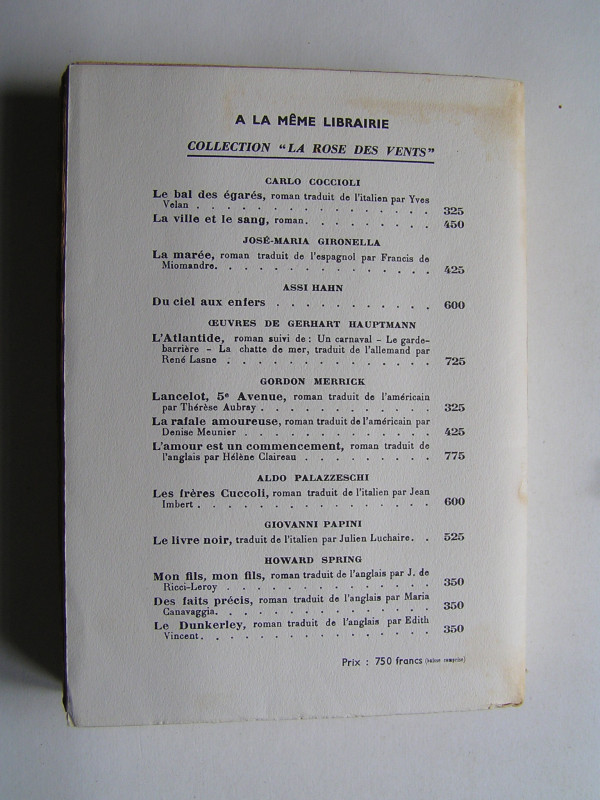 A LA MÊME LIBRAIRIE
COLLECTION "LA ROSE DES VENTS"
CARLO COCCIOLI
Le bal des égarés, roman traduit de l'italien par Yves
Velan . . . . . . . . . . . . . . . 325
La ville et le sang, roman. . . . . . . . . 450
JOSÉ-MARIA GIRONELLA
La marée, roman traduit de l'espagnol par Francis de
Miomandre. . . . . . . . . . . . . . 425
ASSI HAHN
Du ciel aux enfers . . . . . . . . . . . 600
ŒUVRES DE GERHART HAUPTMANN
L'Atlantide, roman suivi de : Un carnaval – Le garde-
barrière – La chatte de mer, traduit de l'allemand par
René Lasne . . . . . . . . . . . . . 725
GORDON MERRICK
Lancelot, 5e Avenue, roman traduit de l'américain
par Thérèse Aubray . . . . . . . . . . . 325
La rafale amoureuse, roman traduit de l'américain par
Denise Meunier . . . . . . . . . . . . 425
L'amour est un commencement, roman traduit de
l'anglais par Hélène Claireau . . . . . . . . 775
ALDO PALAZZESCHI
Les frères Cuccoli, roman traduit de l'italien par Jean
Imbert . . . . . . . . . . . . . . . 600
GIOVANNI PAPINI
Le livre noir, traduit de l'italien par Julien Luchaire. . 525
HOWARD SPRING
Mon fils, mon fils, roman traduit de l'anglais par J. de
Ricci-Leroy . . . . . . . . . . . . . 350
Des faits précis, roman traduit de l'anglais par Maria
Canavaggia. . . . . . . . . . . . . . 350
Le Dunkerley, roman traduit de l'anglais par Edith
Vincent. . . . . . . . . . . . . . . 350
Prix : 750 francs (taxes comprises)